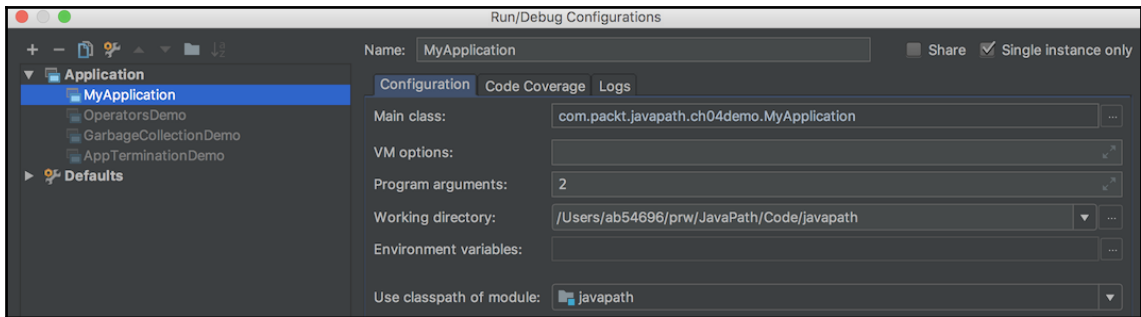 Run/Debug Configurations
Name: MyApplication Share Single instance only
Application
MyApplication
OperatorsDemo
GarbageCollectionDemo
AppTerminationDemo
Defaults
Configuration Code Coverage Logs
Main class: com.packt.javapath.ch04demo.MyApplication ...
VM options:
Program arguments: 2
Working directory: /Users/ab54696/prw/JavaPath/Code/javapath ...
Environment variables: ...
Use classpath of module: javapath